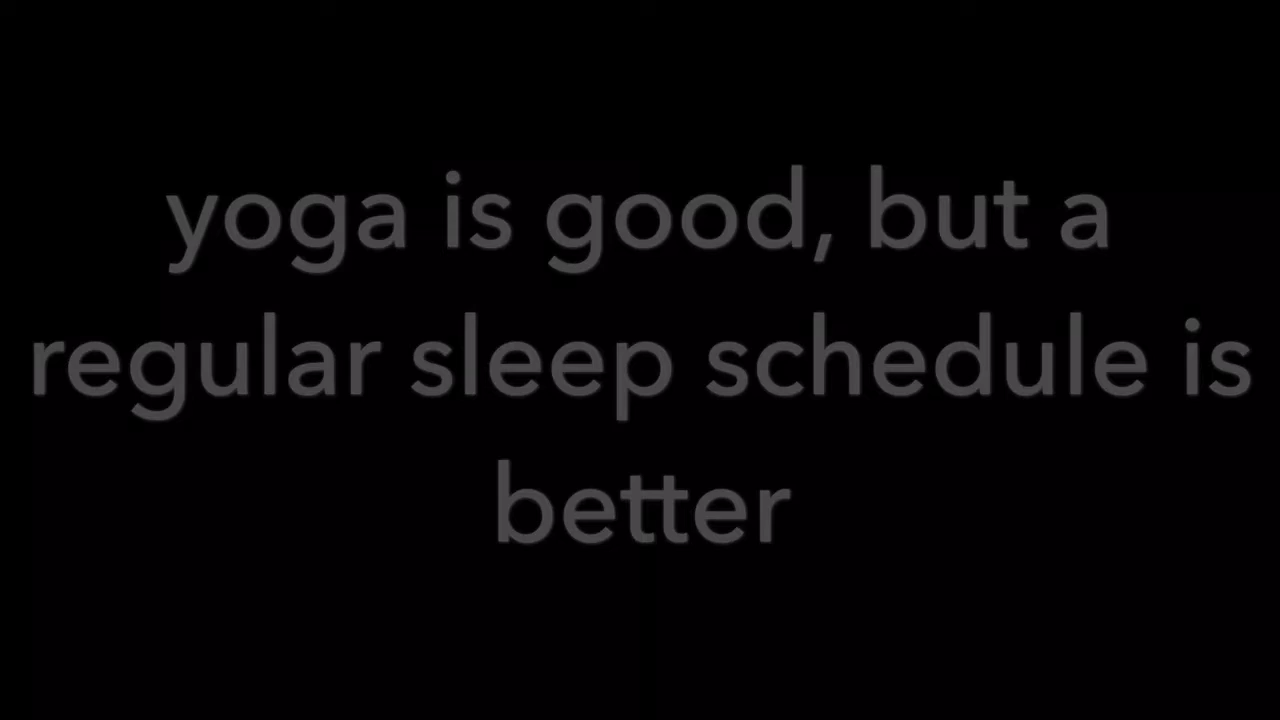 yoga is good, but a
regular sleep schedule is
better